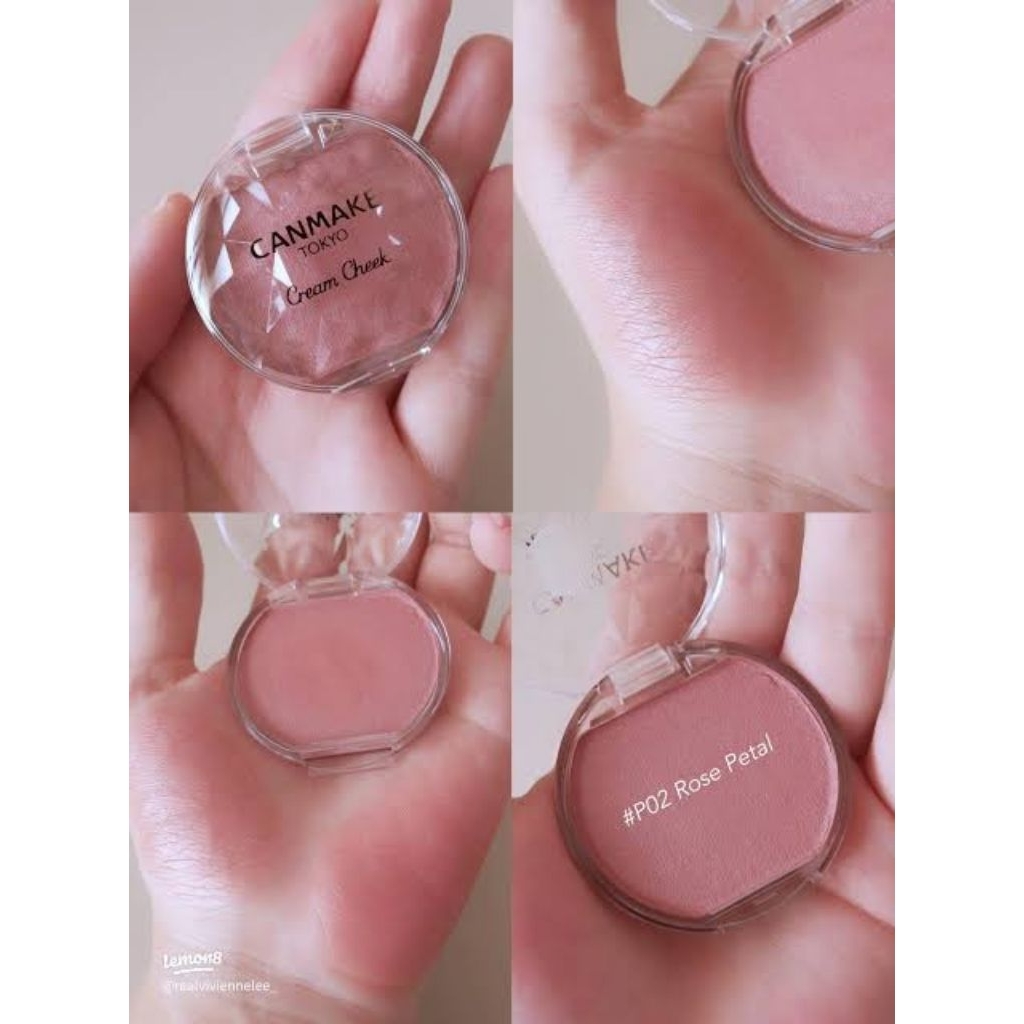 CANMAKE
TOKYO
Cream Cheek
#P02 Rose Petal
Lemon8
@realviviennelee_